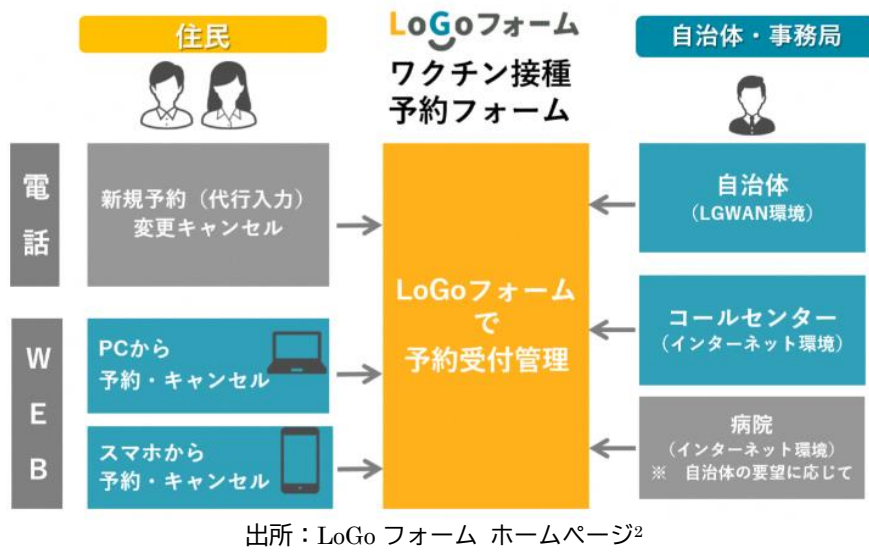 住民
LoGoフォーム
ワクチン接種
予約フォーム
自治体・事務局
電話
新規予約（代行入力）
変更キャンセル
WEB
PCから
予約・キャンセル
スマホから
予約・キャンセル
LoGoフォーム
で
予約受付管理
自治体
（LGWAN環境）
コールセンター
（インターネット環境）
病院
（インターネット環境）
※　自治体の要望に応じて
出所：LoGo フォーム ホームページ2